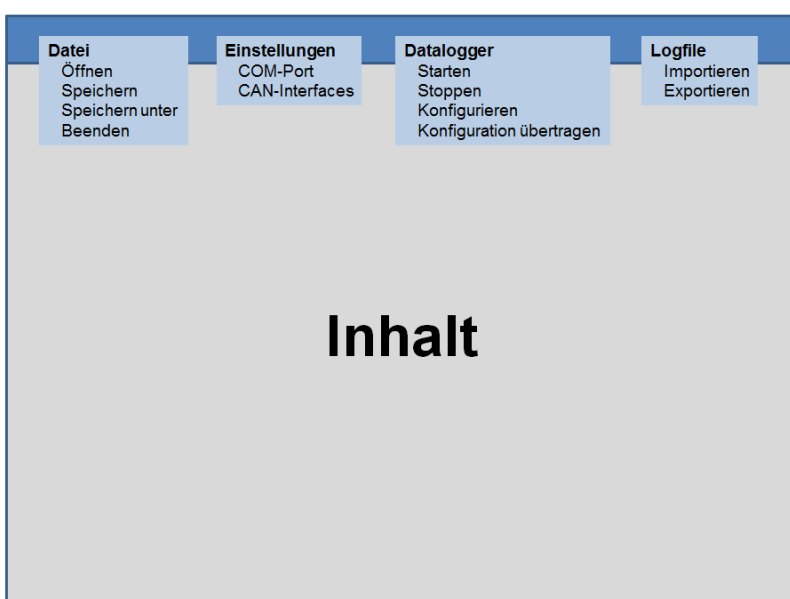 Datei
Öffnen
Speichern
Speichern unter
Beenden
Einstellungen
COM-Port
CAN-Interfaces
Datalogger
Starten
Stoppen
Konfigurieren
Konfiguration übertragen
Logfile
Importieren
Exportieren
Inhalt